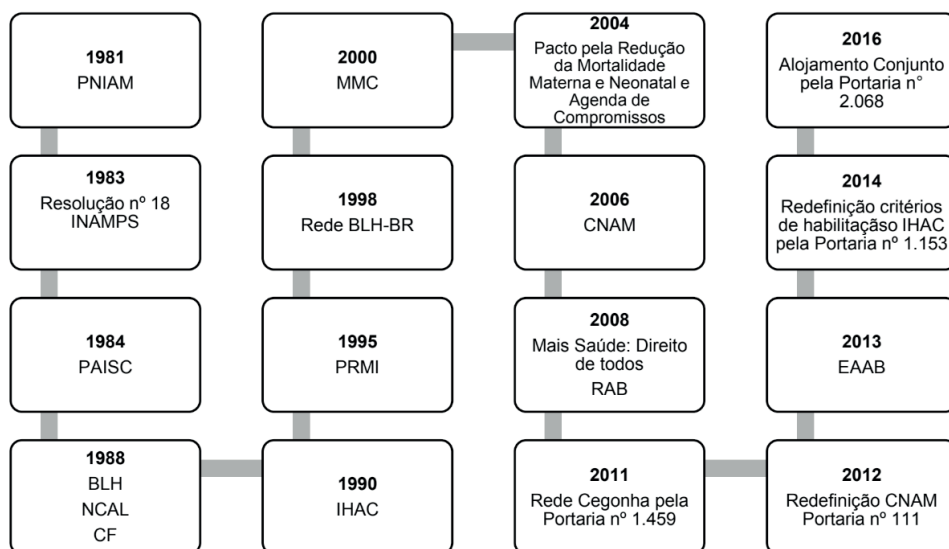 1981
PNIAM
1983
Resolução nº 18
INAMPS
1984
PAISC
1988
BLH
NCAL
CF
1990
IHAC
1995
PRMI
1998
Rede BLH-BR
2000
MMC
2004
Pacto pela Redução
da Mortalidade
Materna e Neonatal e
Agenda de
Compromissos
2006
CNAM
2008
Mais Saúde: Direito
de todos
RAB
2011
Rede Cegonha pela
Portaria nº 1.459
2012
Redefinição CNAM
Portaria nº 111
2013
EAAB
2014
Redefinição critérios
de habilitaçãso IHAC
pela Portaria nº 1.153
2016
Alojamento Conjunto
pela Portaria n°
2.068